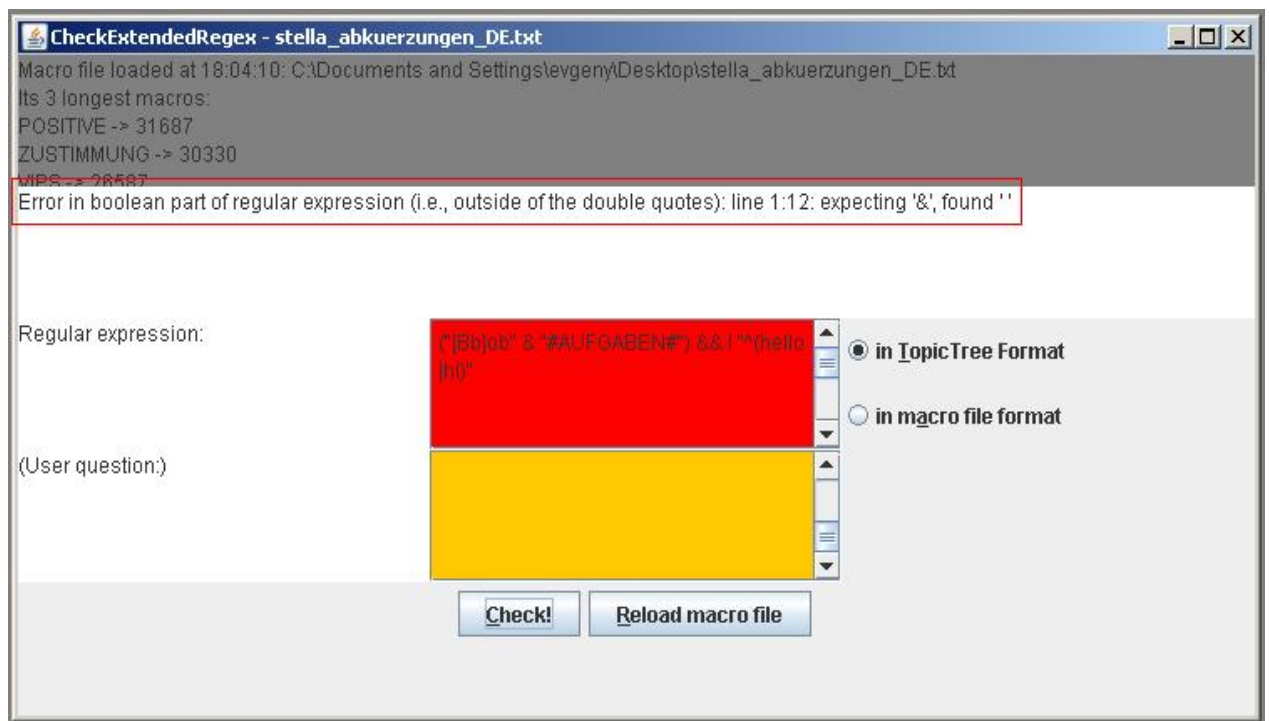 CheckExtendedRegex - stella_abkuerzungen_DE.txt
Macro file loaded at 18:04:10: C:\Documents and Settings\evgeny\Desktop\stella_abkuerzungen_DE.txt
Its 3 longest macros:
POSITIVE -> 31687
ZUSTIMMUNG -> 30330
VIPS -> 26587
Error in boolean part of regular expression (i.e., outside of the double quotes): line 1:12: expecting '&', found ' '
Regular expression:
("[Bb]ob" & "#AUFGABEN#") && ! "^(hello
|hi)"
in TopicTree Format
in macro file format
(User question:)
Check!
Reload macro file